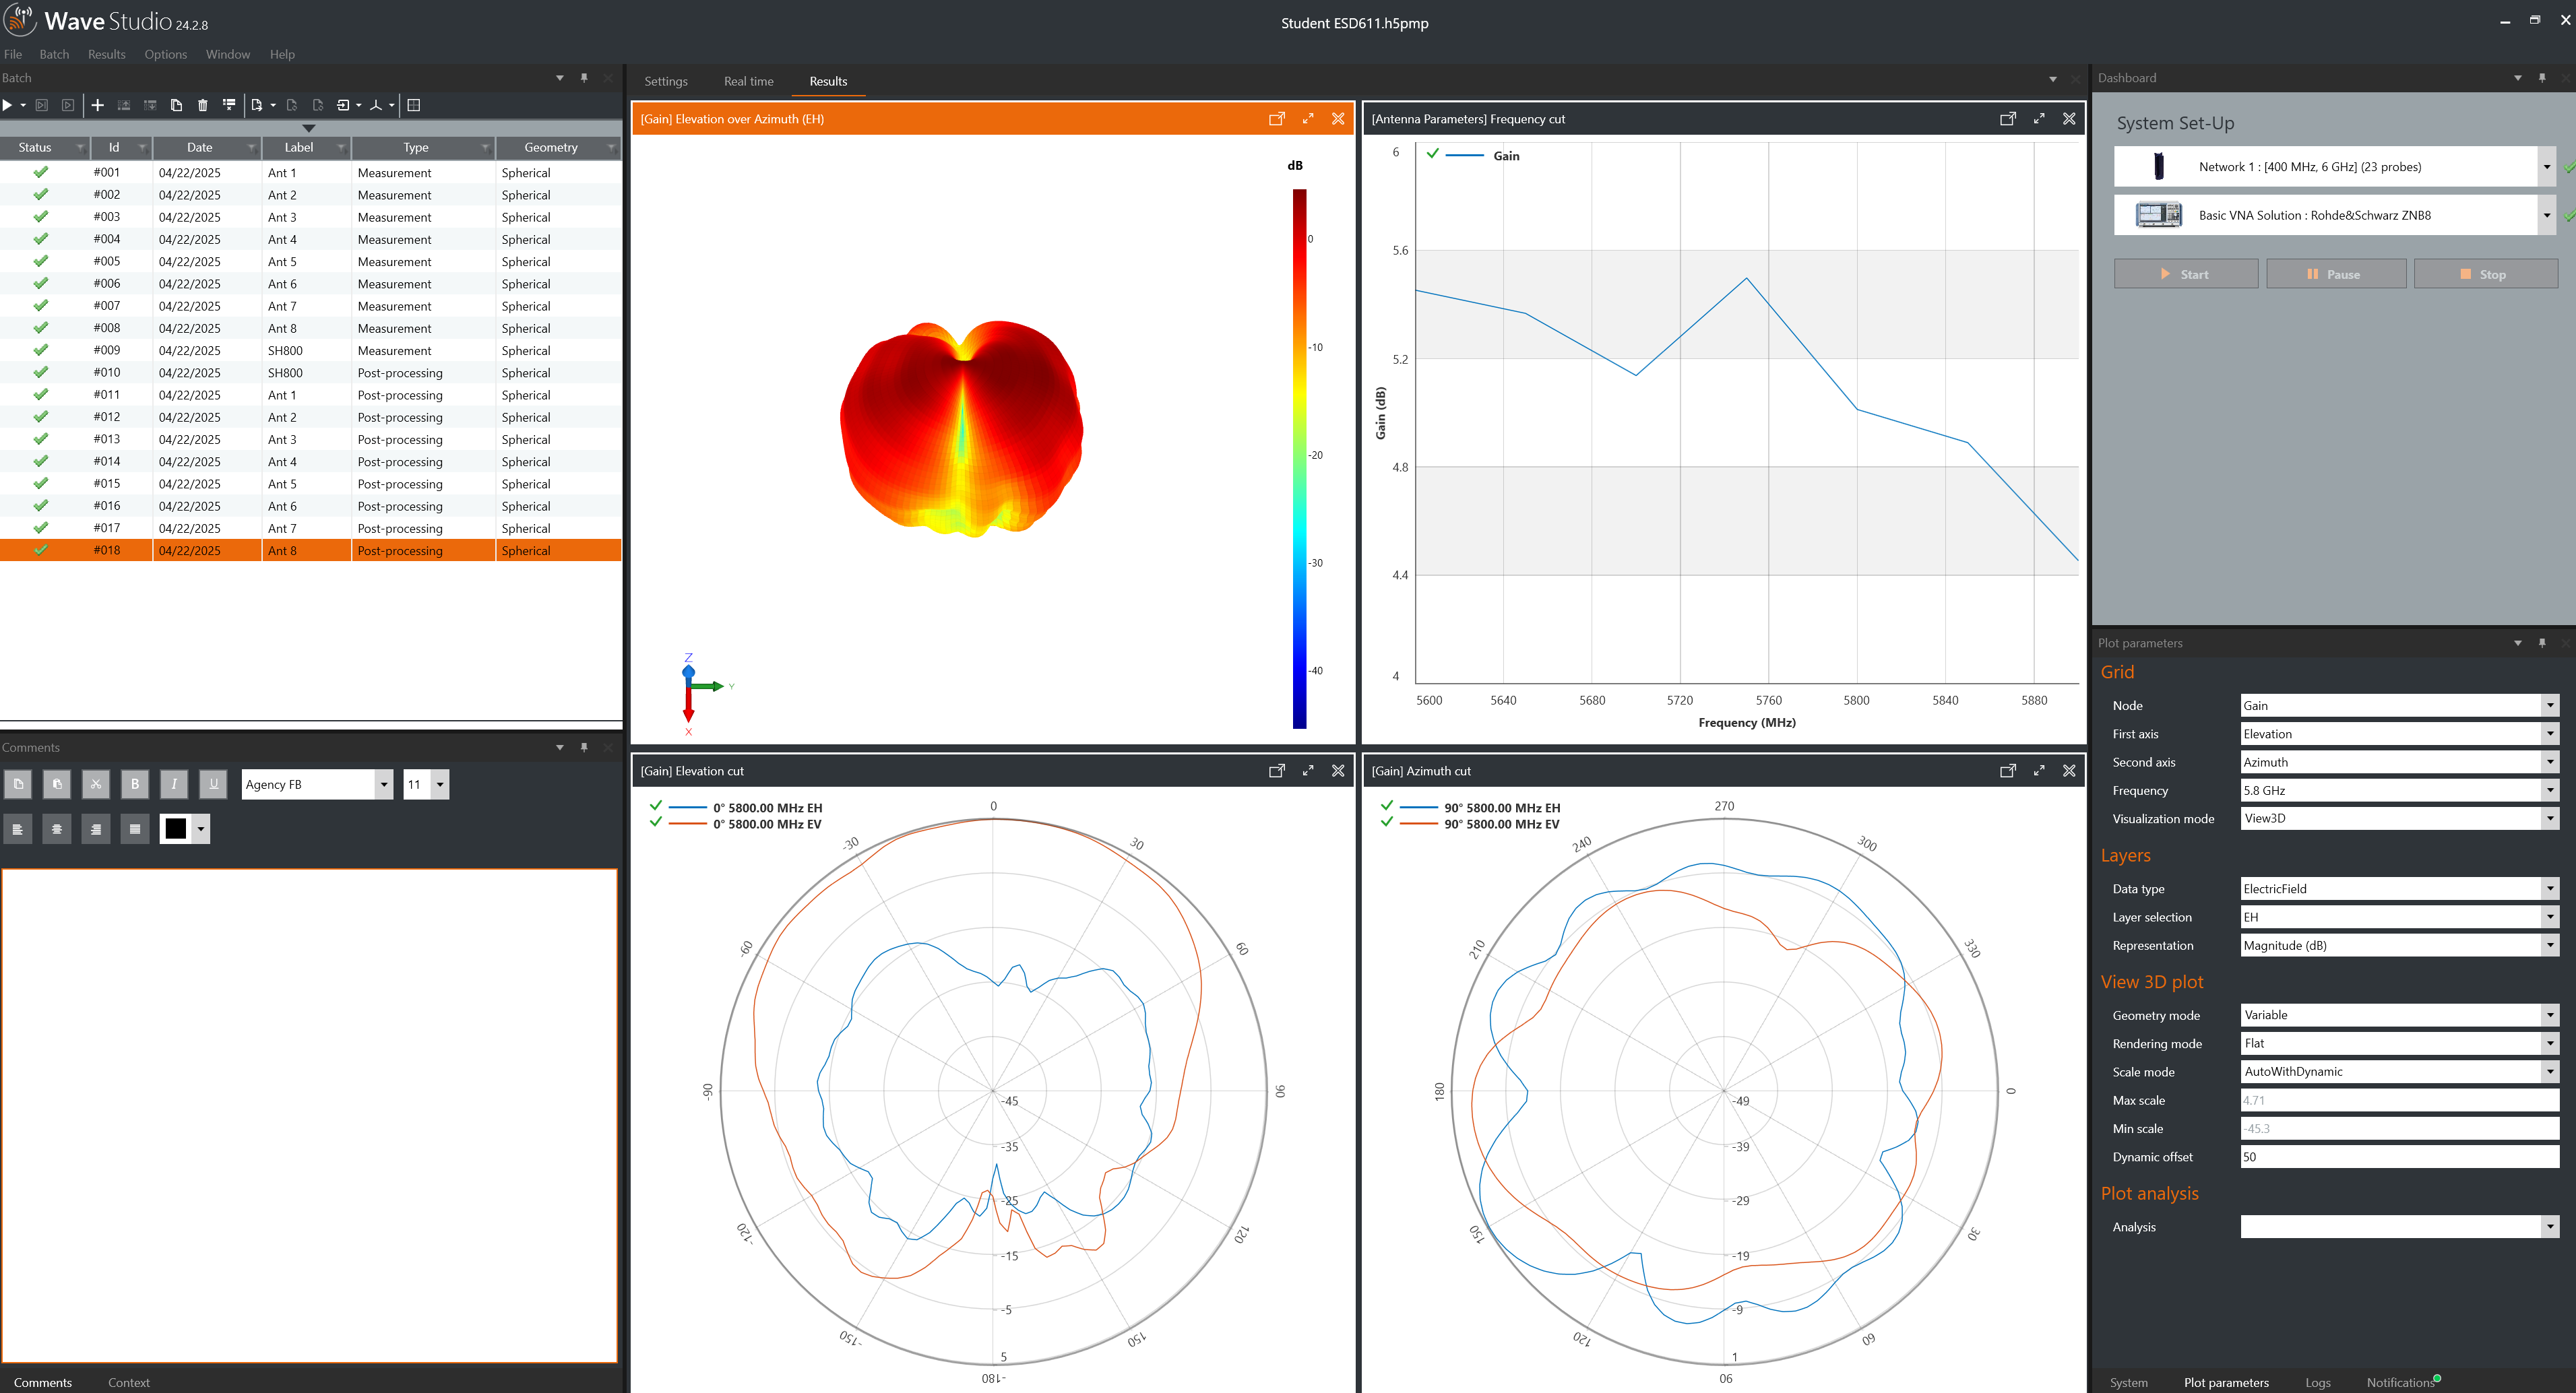 Wave Studio 24.2.8
Student ESD611.h5pmp
File Batch Results Options Window Help
Batch
Status Id Date Label Type Geometry
#001 04/22/2025 Ant 1 Measurement Spherical
#002 04/22/2025 Ant 2 Measurement Spherical
#003 04/22/2025 Ant 3 Measurement Spherical
#004 04/22/2025 Ant 4 Measurement Spherical
#005 04/22/2025 Ant 5 Measurement Spherical
#006 04/22/2025 Ant 6 Measurement Spherical
#007 04/22/2025 Ant 7 Measurement Spherical
#008 04/22/2025 Ant 8 Measurement Spherical
#009 04/22/2025 SH800 Measurement Spherical
#010 04/22/2025 SH800 Post-processing Spherical
#011 04/22/2025 Ant 1 Post-processing Spherical
#012 04/22/2025 Ant 2 Post-processing Spherical
#013 04/22/2025 Ant 3 Post-processing Spherical
#014 04/22/2025 Ant 4 Post-processing Spherical
#015 04/22/2025 Ant 5 Post-processing Spherical
#016 04/22/2025 Ant 6 Post-processing Spherical
#017 04/22/2025 Ant 7 Post-processing Spherical
#018 04/22/2025 Ant 8 Post-processing Spherical
Comments
B I U Agency FB 11
Comments Context
Settings Real time Results
[Gain] Elevation over Azimuth (EH)
dB
0
-10
-20
-30
-40
Z
Y
X
[Antenna Parameters] Frequency cut
Gain
6
5.6
5.2
4.8
4.4
4
Gain (dB)
5600 5640 5680 5720 5760 5800 5840 5880
Frequency (MHz)
[Gain] Elevation cut
0° 5800.00 MHz EH
0° 5800.00 MHz EV
0
-30 30
-60 60
-90 90
-120 120
-150 150
-180
-45
-35
-25
-15
-5
5
[Gain] Azimuth cut
90° 5800.00 MHz EH
90° 5800.00 MHz EV
270
240 300
210 330
180 0
150 30
120 60
90
-49
-39
-29
-19
-9
1
Dashboard
System Set-Up
Network 1 : [400 MHz, 6 GHz] (23 probes)
Basic VNA Solution : Rohde&Schwarz ZNB8
Start Pause Stop
Plot parameters
Grid
Node Gain
First axis Elevation
Second axis Azimuth
Frequency 5.8 GHz
Visualization mode View3D
Layers
Data type ElectricField
Layer selection EH
Representation Magnitude (dB)
View 3D plot
Geometry mode Variable
Rendering mode Flat
Scale mode AutoWithDynamic
Max scale 4.71
Min scale -45.3
Dynamic offset 50
Plot analysis
Analysis
System Plot parameters Logs Notifications